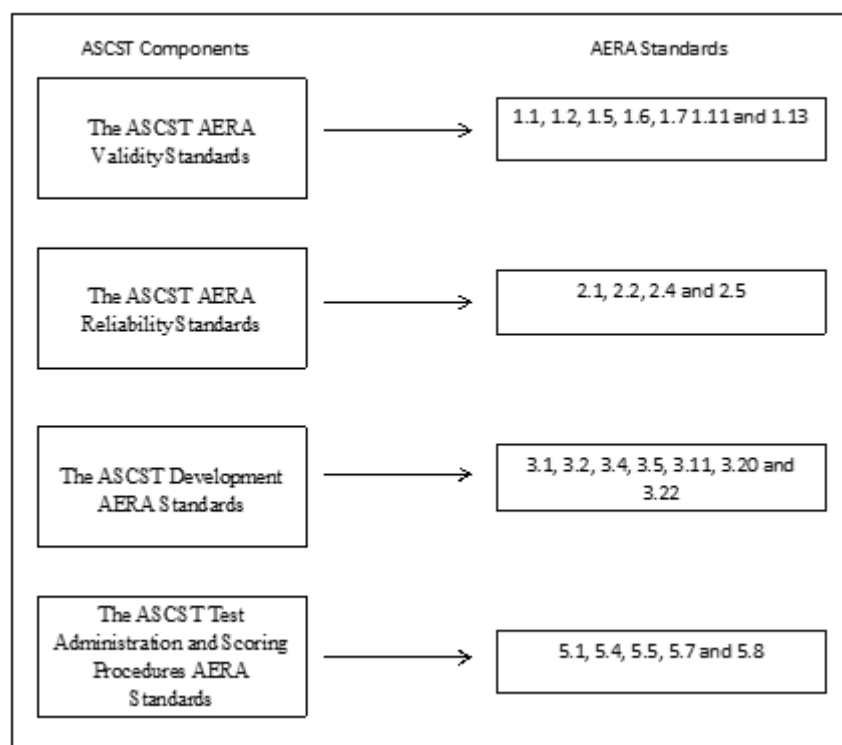 ASCST Components
AERA Standards
The ASCST AERA
Validity Standards
1.1, 1.2, 1.5, 1.6, 1.7 1.11 and 1.13
The ASCST AERA
Reliability Standards
2.1, 2.2, 2.4 and 2.5
The ASCST Development
AERA Standards
3.1, 3.2, 3.4, 3.5, 3.11, 3.20 and
3.22
The ASCST Test
Administration and Scoring
Procedures AERA
Standards
5.1, 5.4, 5.5, 5.7 and 5.8